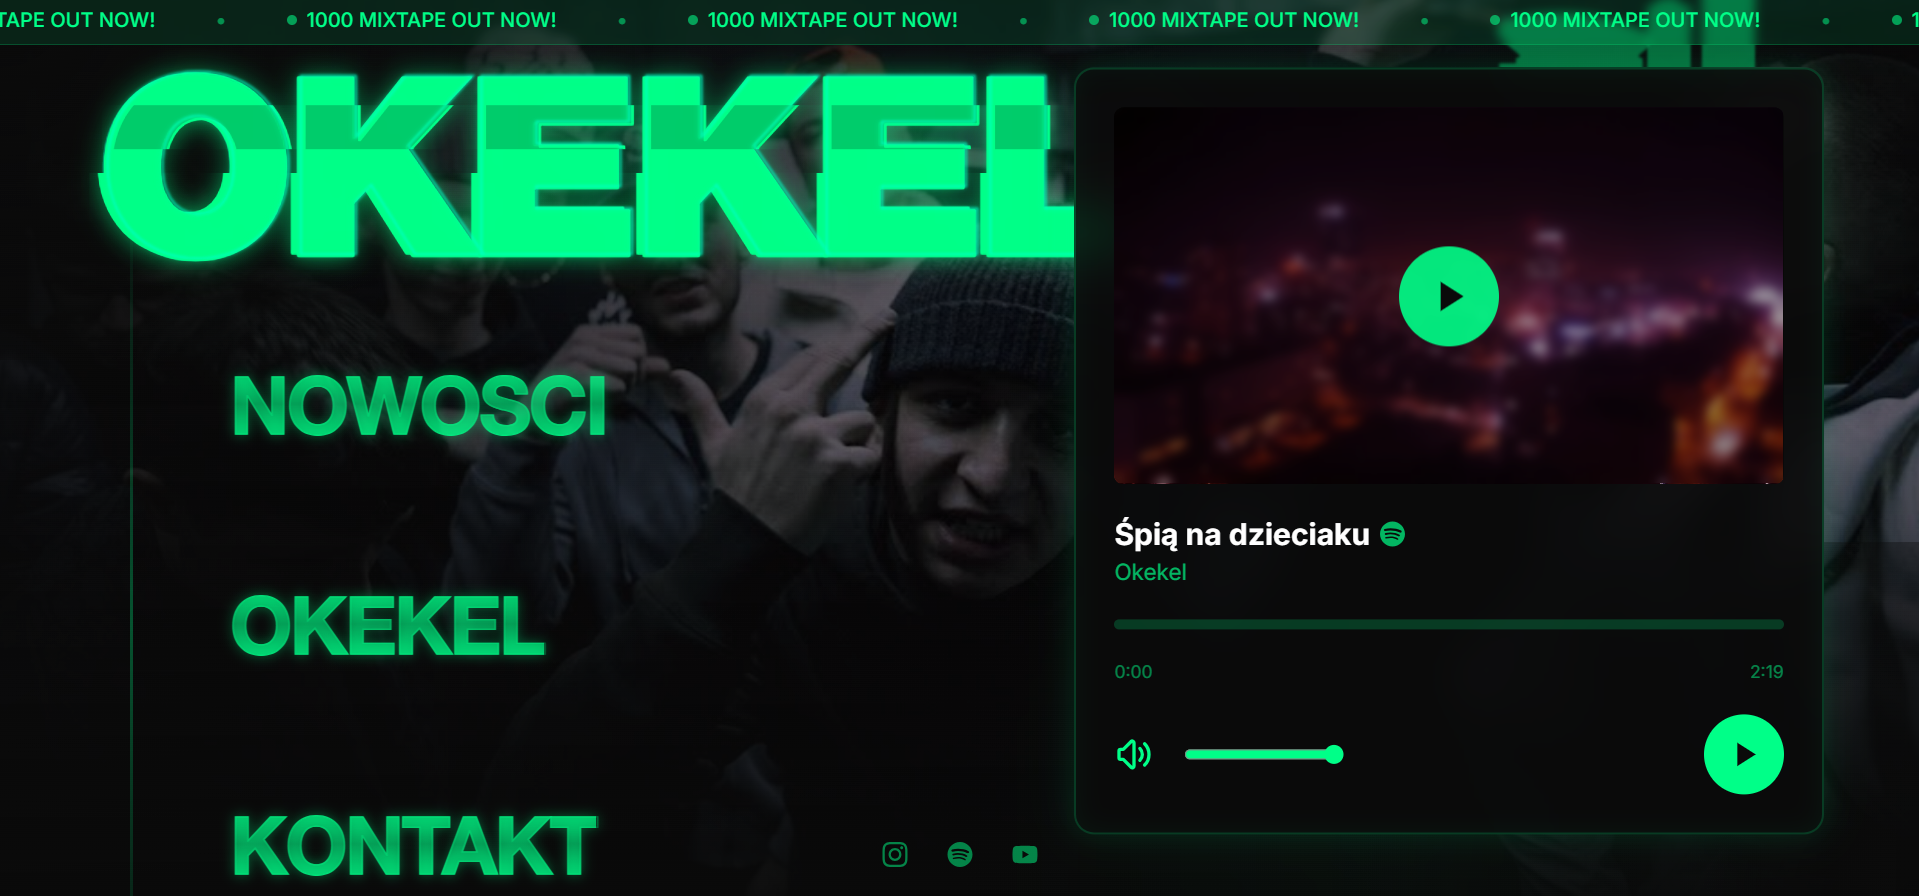 TAPE OUT NOW! • 1000 MIXTAPE OUT NOW! • 1000 MIXTAPE OUT NOW! • 1000 MIXTAPE OUT NOW! • 1000 MIXTAPE OUT NOW! • 1
OKEKEL
NOWOSCI
OKEKEL
KONTAKT
Śpią na dzieciaku
Okekel
0:00
2:19